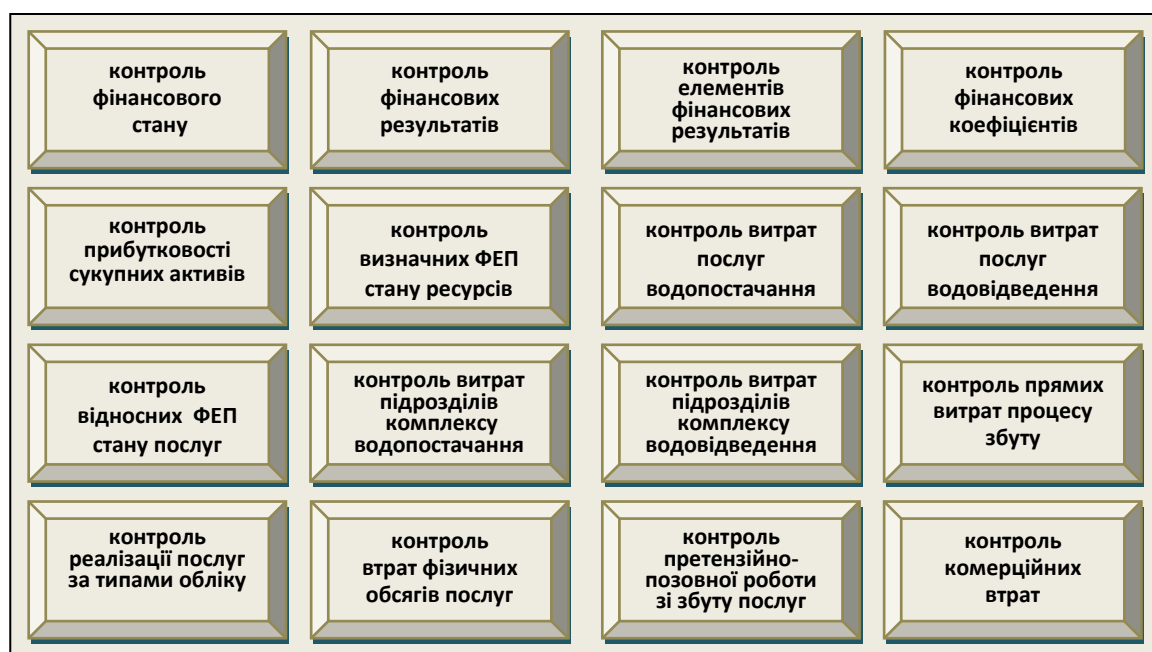 контроль
фінансового
стану
контроль
фінансових
результатів
контроль
елементів
фінансових
результатів
контроль
фінансових
коефіцієнтів
контроль
прибутковості
сукупних активів
контроль
визначних ФЕП
стану ресурсів
контроль витрат
послуг
водопостачання
контроль витрат
послуг
водовідведення
контроль
відносних ФЕП
стану послуг
контроль витрат
підрозділів
комплексу
водопостачання
контроль витрат
підрозділів
комплексу
водовідведення
контроль прямих
витрат процесу
збуту
контроль
реалізації послуг
за типами обліку
контроль
втрат фізичних
обсягів послуг
контроль
претензійно-
позовної роботи
зі збуту послуг
контроль
комерційних
втрат